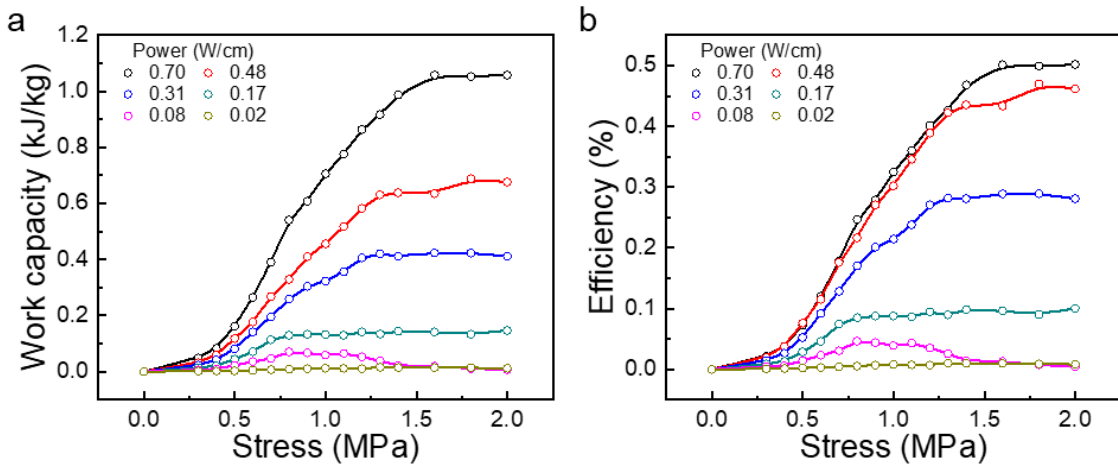 a
Work capacity (kJ/kg)
1.2
1.0
0.8
0.6
0.4
0.2
0.0
Power (W/cm)
0.70 0.48
0.31 0.17
0.08 0.02
0.0 0.5 1.0 1.5 2.0
Stress (MPa)
b
Efficiency (%)
0.5
0.4
0.3
0.2
0.1
0.0
Power (W/cm)
0.70 0.48
0.31 0.17
0.08 0.02
0.0 0.5 1.0 1.5 2.0
Stress (MPa)